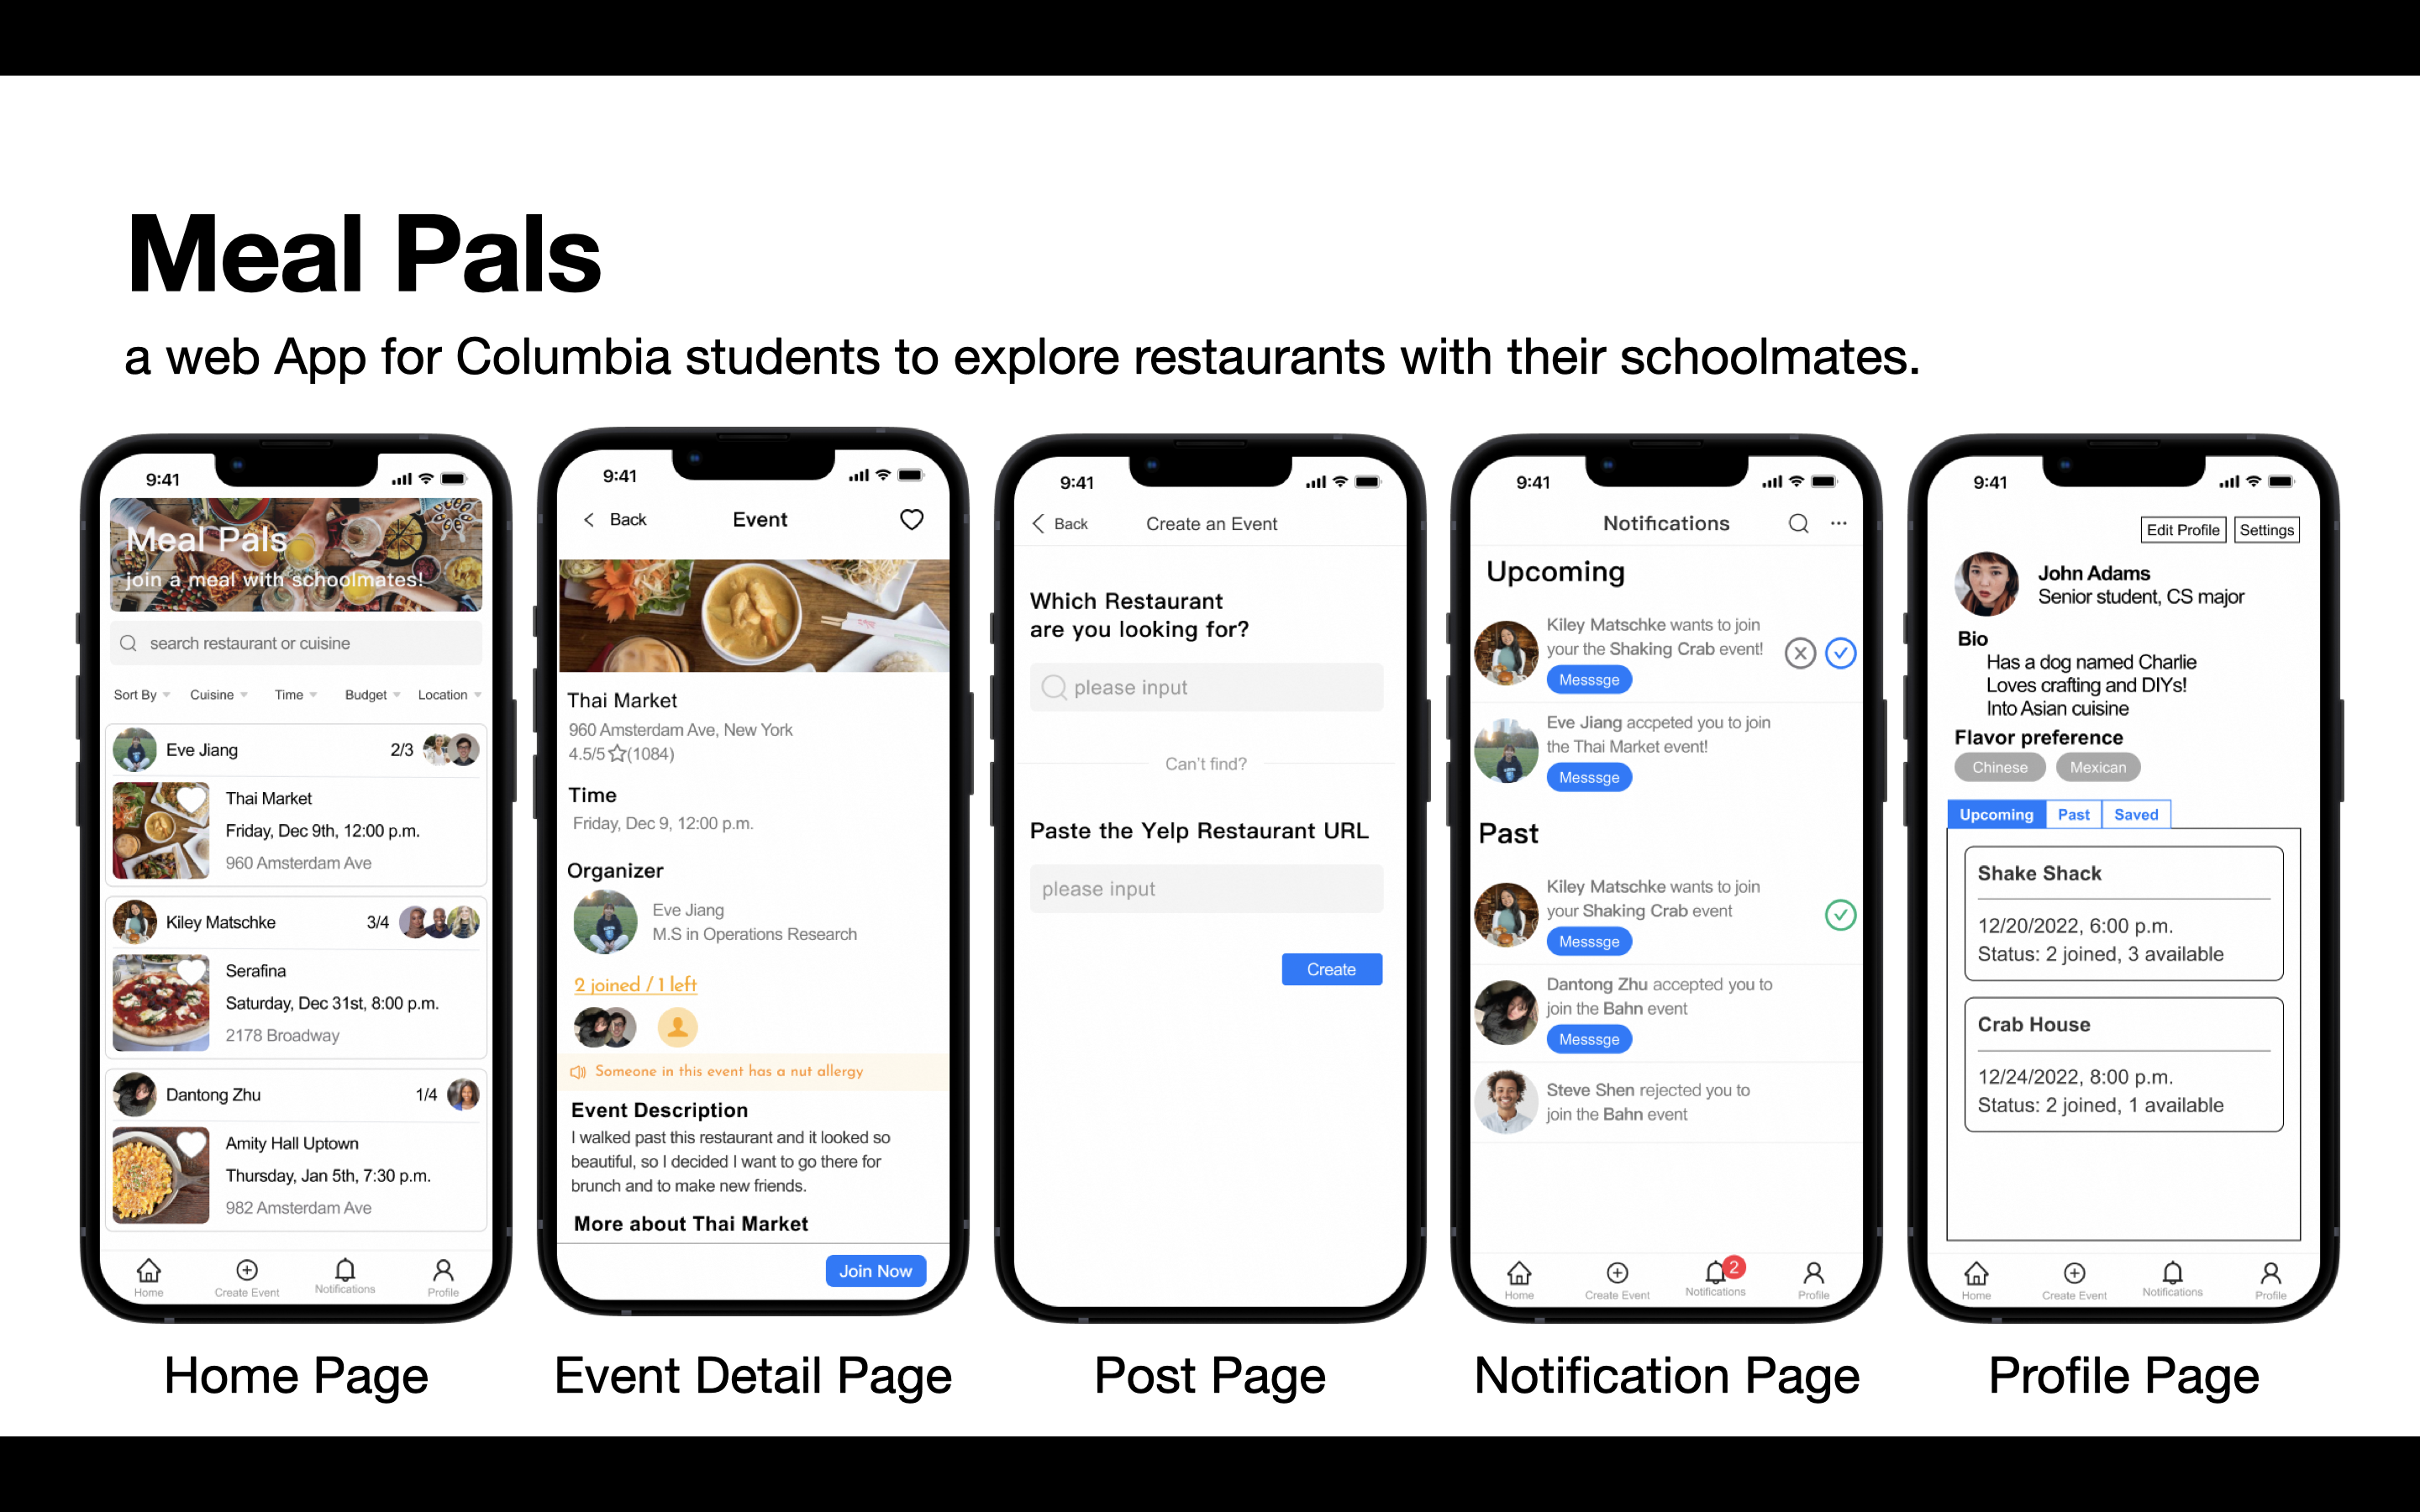 Meal Pals
a web App for Columbia students to explore restaurants with their schoolmates.
9:41
Meal Pals
join a meal with schoolmates!
search restaurant or cuisine
Sort By Cuisine Time Budget Location
Eve Jiang 2/3
Thai Market
Friday, Dec 9th, 12:00 p.m.
960 Amsterdam Ave
Kiley Matschke 3/4
Serafina
Saturday, Dec 31st, 8:00 p.m.
2178 Broadway
Dantong Zhu 1/4
Amity Hall Uptown
Thursday, Jan 5th, 7:30 p.m.
982 Amsterdam Ave
Home Create Event Notifications Profile
Home Page
9:41
Back Event
Thai Market
960 Amsterdam Ave, New York
4.5/5 (1084)
Time
Friday, Dec 9, 12:00 p.m.
Organizer
Eve Jiang
M.S in Operations Research
2 joined / 1 left
Someone in this event has a nut allergy
Event Description
I walked past this restaurant and it looked so
beautiful, so I decided I want to go there for
brunch and to make new friends.
More about Thai Market
Join Now
Event Detail Page
9:41
Back Create an Event
Which Restaurant
are you looking for?
please input
Can't find?
Paste the Yelp Restaurant URL
please input
Create
Post Page
9:41
Notifications
Upcoming
Kiley Matschke wants to join
your the Shaking Crab event!
Messsge
Eve Jiang accpeted you to join
the Thai Market event!
Messsge
Past
Kiley Matschke wants to join
your Shaking Crab event
Messsge
Dantong Zhu accepted you to
join the Bahn event
Messsge
Steve Shen rejected you to
join the Bahn event
2
Home Create Event Notifications Profile
Notification Page
9:41
Edit Profile Settings
John Adams
Senior student, CS major
Bio
Has a dog named Charlie
Loves crafting and DIYs!
Into Asian cuisine
Flavor preference
Chinese Mexican
Upcoming Past Saved
Shake Shack
12/20/2022, 6:00 p.m.
Status: 2 joined, 3 available
Crab House
12/24/2022, 8:00 p.m.
Status: 2 joined, 1 available
Home Create Event Notifications Profile
Profile Page